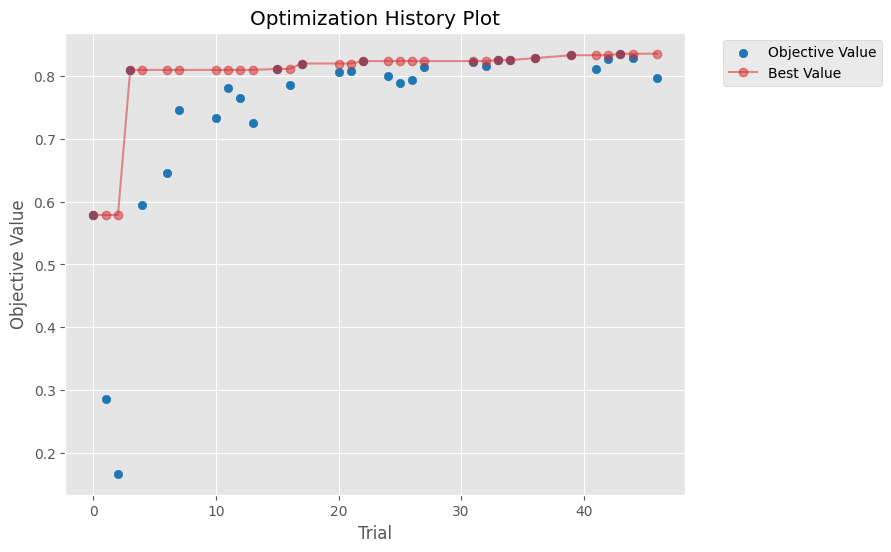 Optimization History Plot
Objective Value
Best Value
Objective Value
0.8
0.7
0.6
0.5
0.4
0.3
0.2
0 10 20 30 40
Trial